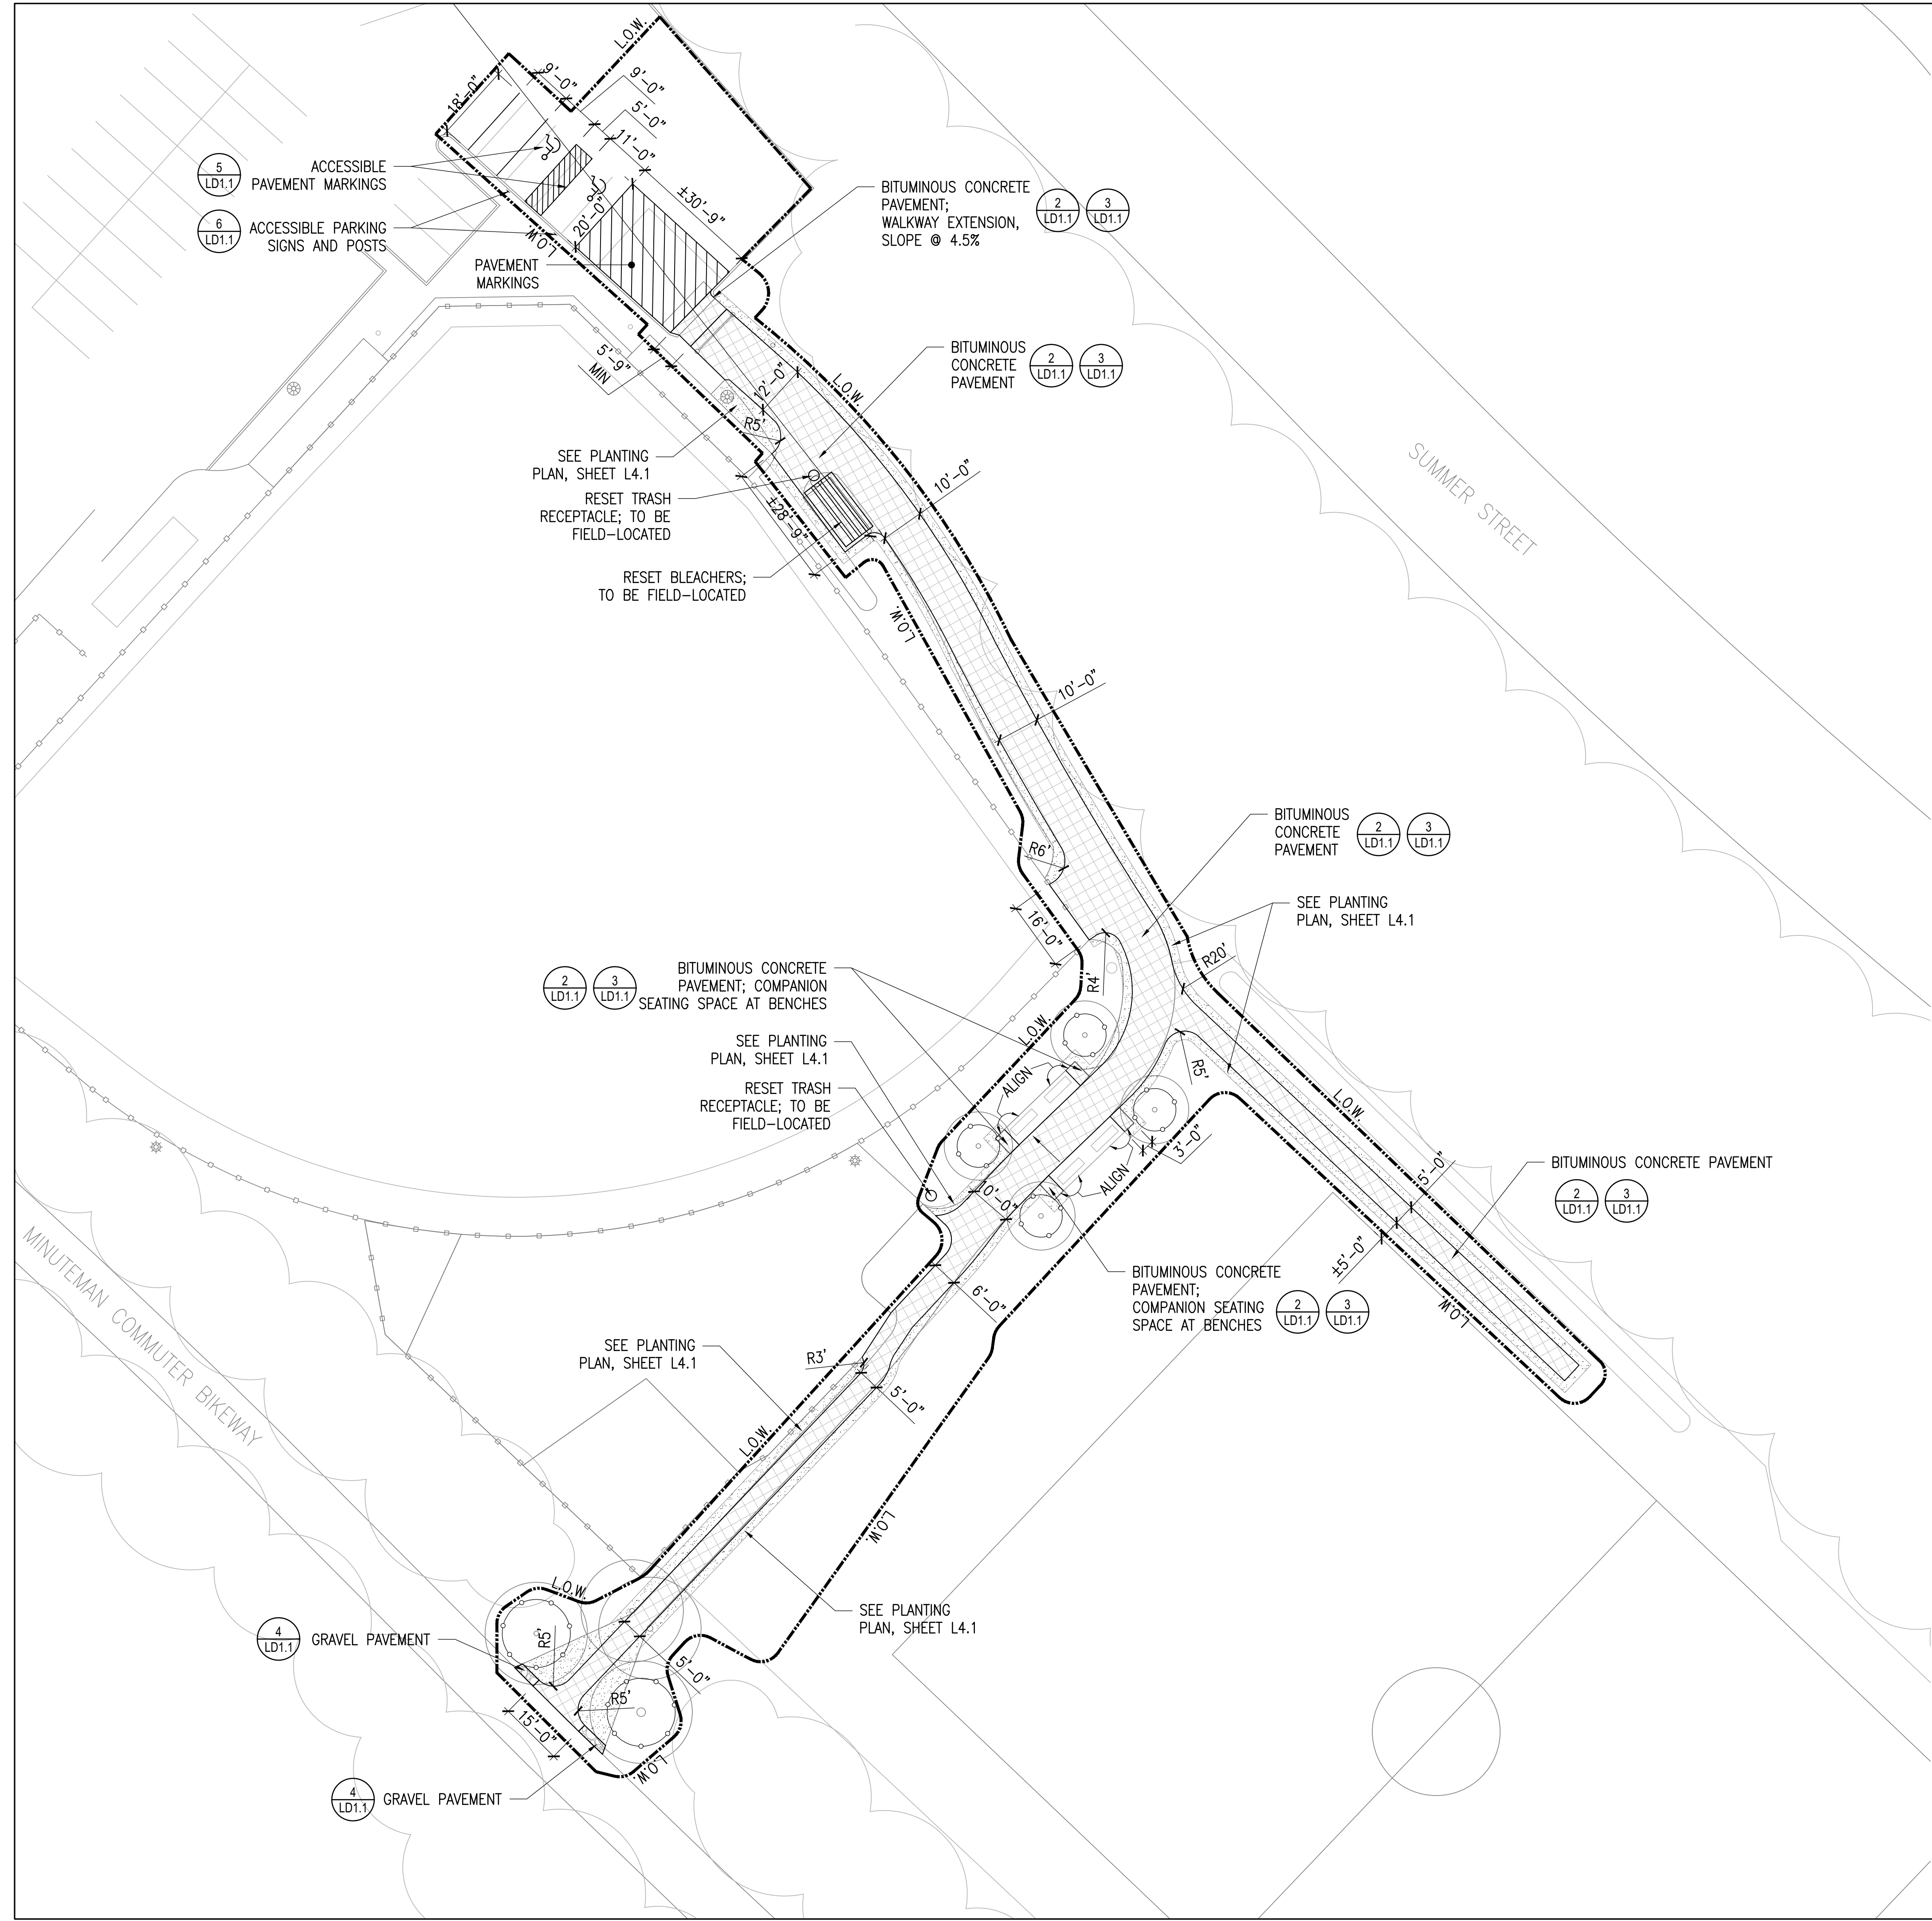 L.O.W.
18'-0"
9'-0"
9'-0"
5'-0"
11'-0"
±30'-9"
20'-0"
L.O.W.
5
LD1.1
ACCESSIBLE
PAVEMENT MARKINGS
6
LD1.1
ACCESSIBLE PARKING
SIGNS AND POSTS
PAVEMENT
MARKINGS
BITUMINOUS CONCRETE
PAVEMENT;
WALKWAY EXTENSION,
SLOPE @ 4.5%
2
LD1.1
3
LD1.1
5'-9"
MIN
12'-0"
L.O.W.
BITUMINOUS
CONCRETE
PAVEMENT
2
LD1.1
3
LD1.1
R5'
SEE PLANTING
PLAN, SHEET L4.1
RESET TRASH
RECEPTACLE; TO BE
FIELD-LOCATED
±28'-9"
10'-0"
RESET BLEACHERS;
TO BE FIELD-LOCATED
L.O.W.
SUMMER STREET
10'-0"
R6'
BITUMINOUS
CONCRETE
PAVEMENT
2
LD1.1
3
LD1.1
SEE PLANTING
PLAN, SHEET L4.1
16'-0"
R20'
R4'
2
LD1.1
3
LD1.1
BITUMINOUS CONCRETE
PAVEMENT; COMPANION
SEATING SPACE AT BENCHES
SEE PLANTING
PLAN, SHEET L4.1
RESET TRASH
RECEPTACLE; TO BE
FIELD-LOCATED
L.O.W.
ALIGN
R5'
L.O.W.
3'-0"
ALIGN
10'-0"
5'-0"
±5'-0"
L.O.W.
BITUMINOUS CONCRETE PAVEMENT
2
LD1.1
3
LD1.1
6'-0"
BITUMINOUS CONCRETE
PAVEMENT;
COMPANION SEATING
SPACE AT BENCHES
2
LD1.1
3
LD1.1
MINUTEMAN COMMUTER BIKEWAY
SEE PLANTING
PLAN, SHEET L4.1
R3'
5'-0"
L.O.W.
L.O.W.
L.O.W.
SEE PLANTING
PLAN, SHEET L4.1
4
LD1.1
GRAVEL PAVEMENT
R5'
5'-0"
R5'
15'-0"
L.O.W.
4
LD1.1
GRAVEL PAVEMENT